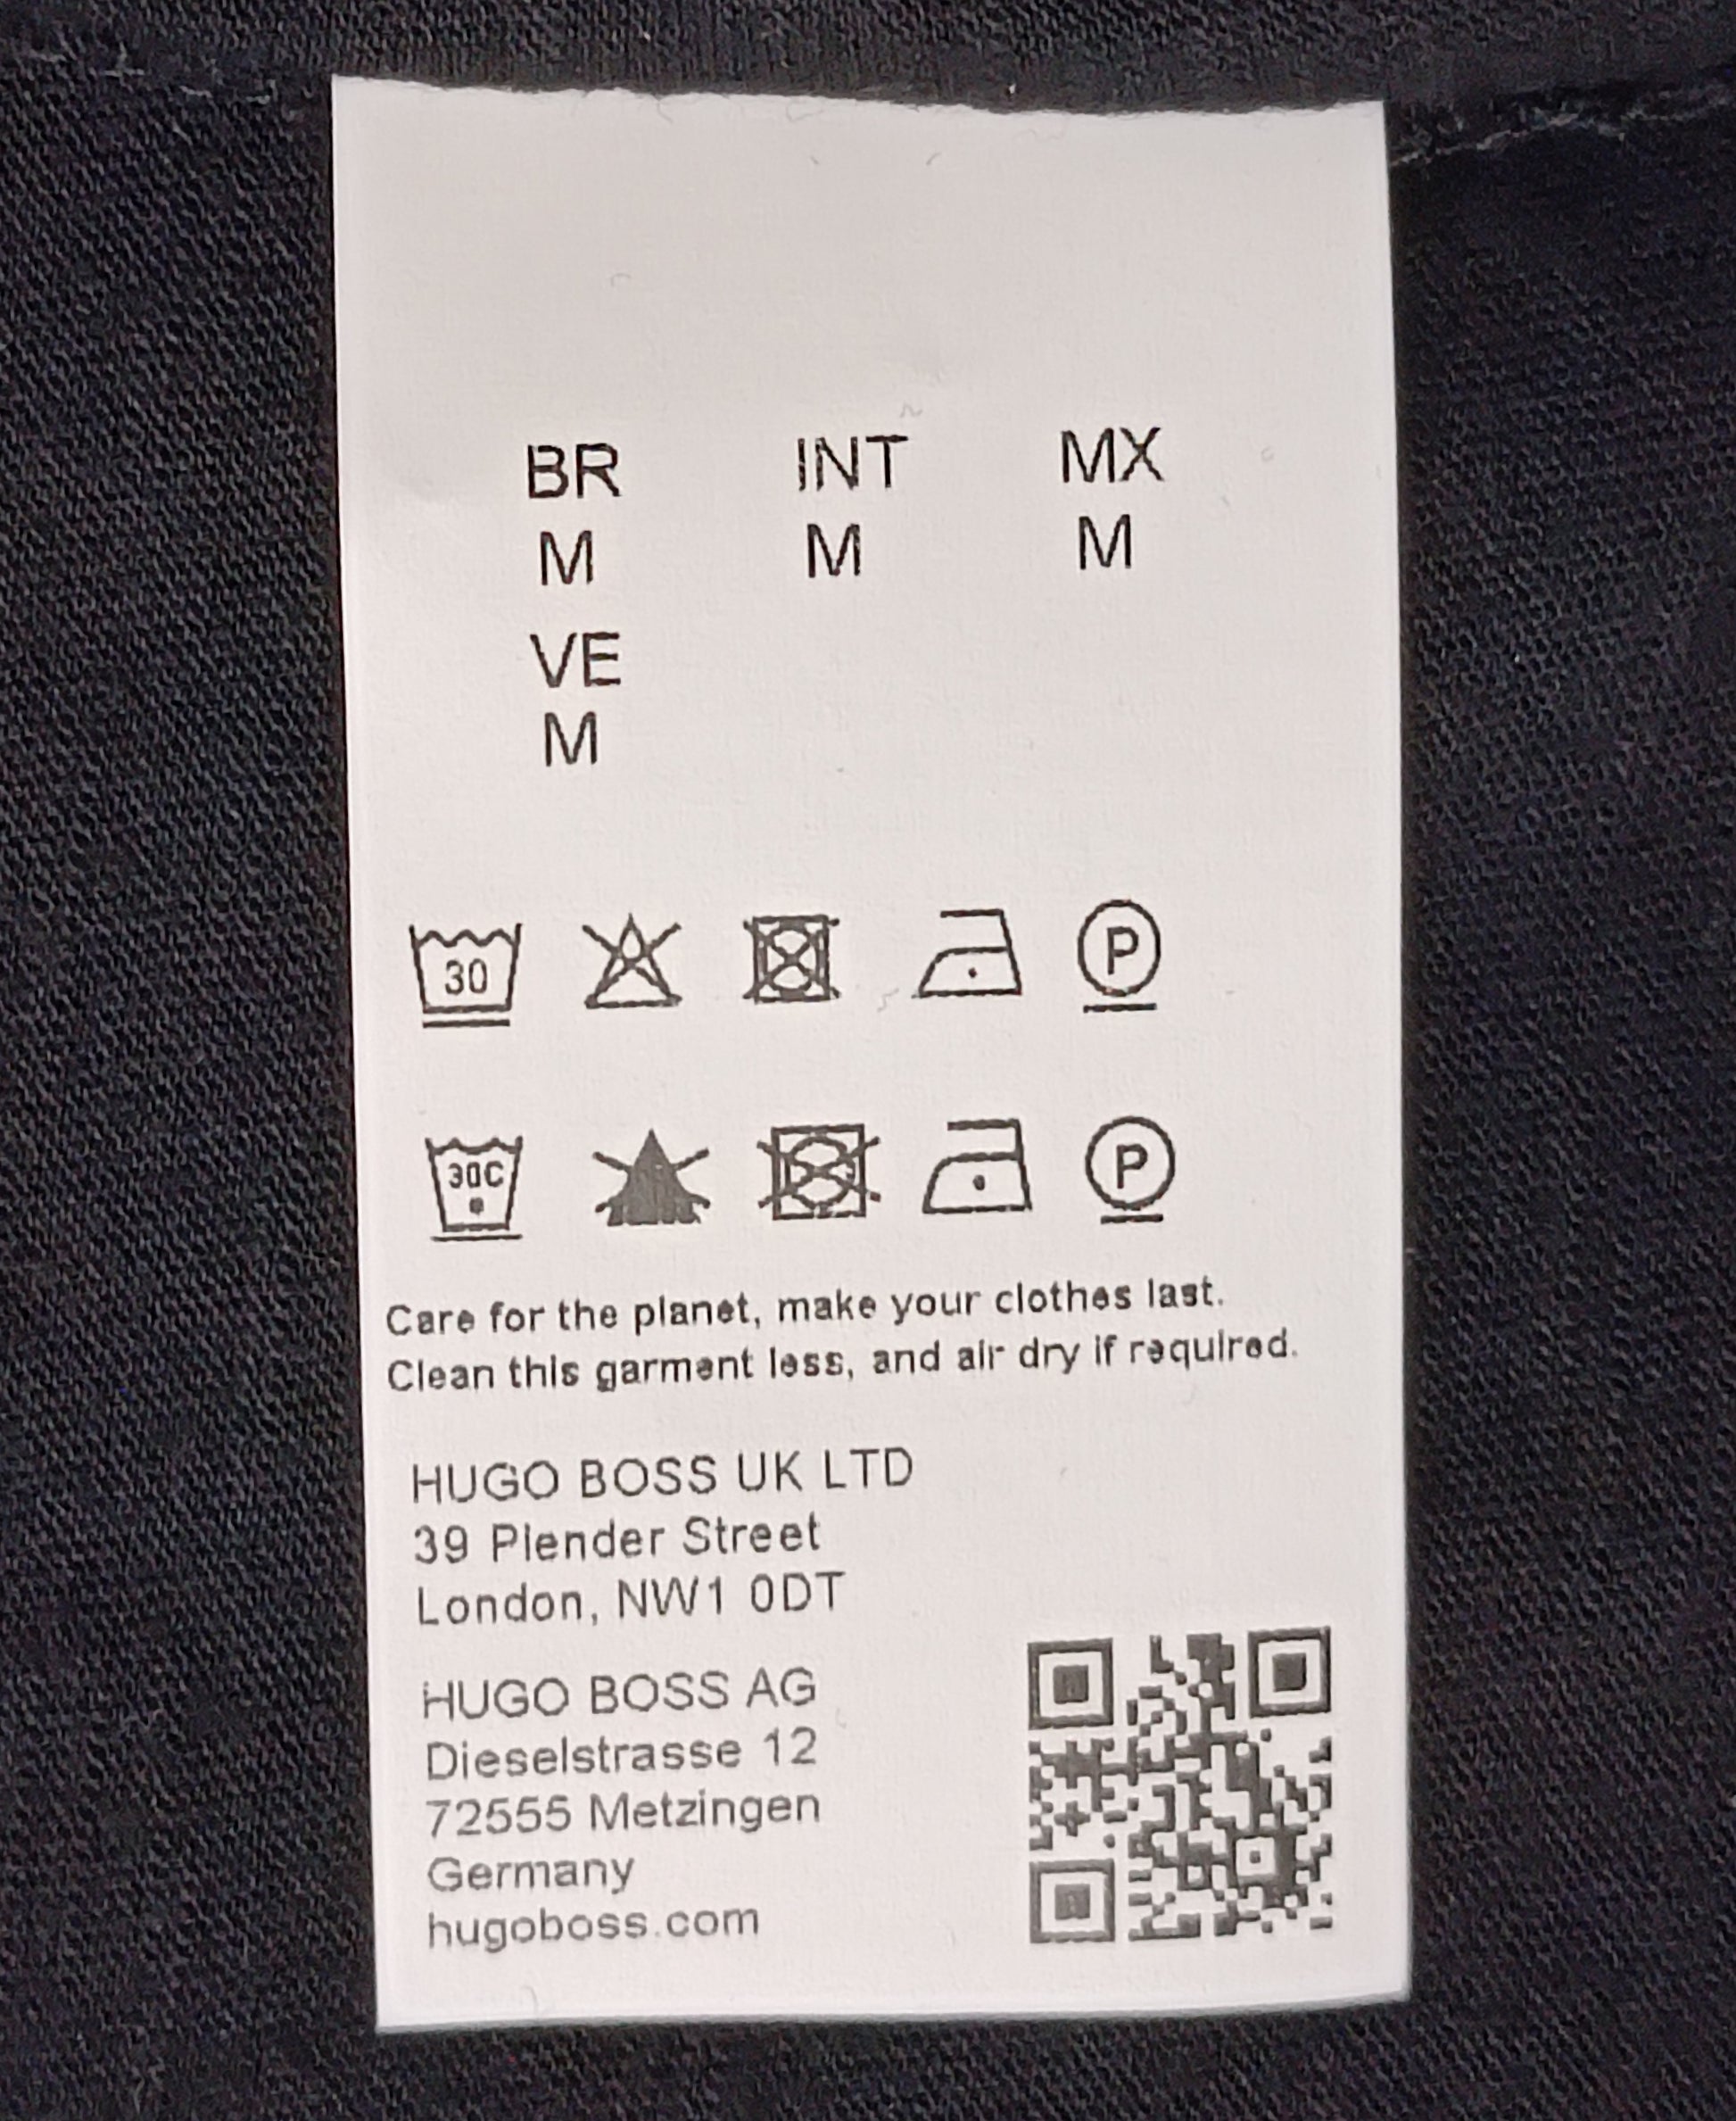 BR INT MX
M M M
VE
M
30 P
30C P
Care for the planet, make your clothes last.
Clean this garment less, and air dry if required.
HUGO BOSS UK LTD
39 Plender Street
London, NW1 0DT
HUGO BOSS AG
Dieselstrasse 12
72555 Metzingen
Germany
hugoboss.com